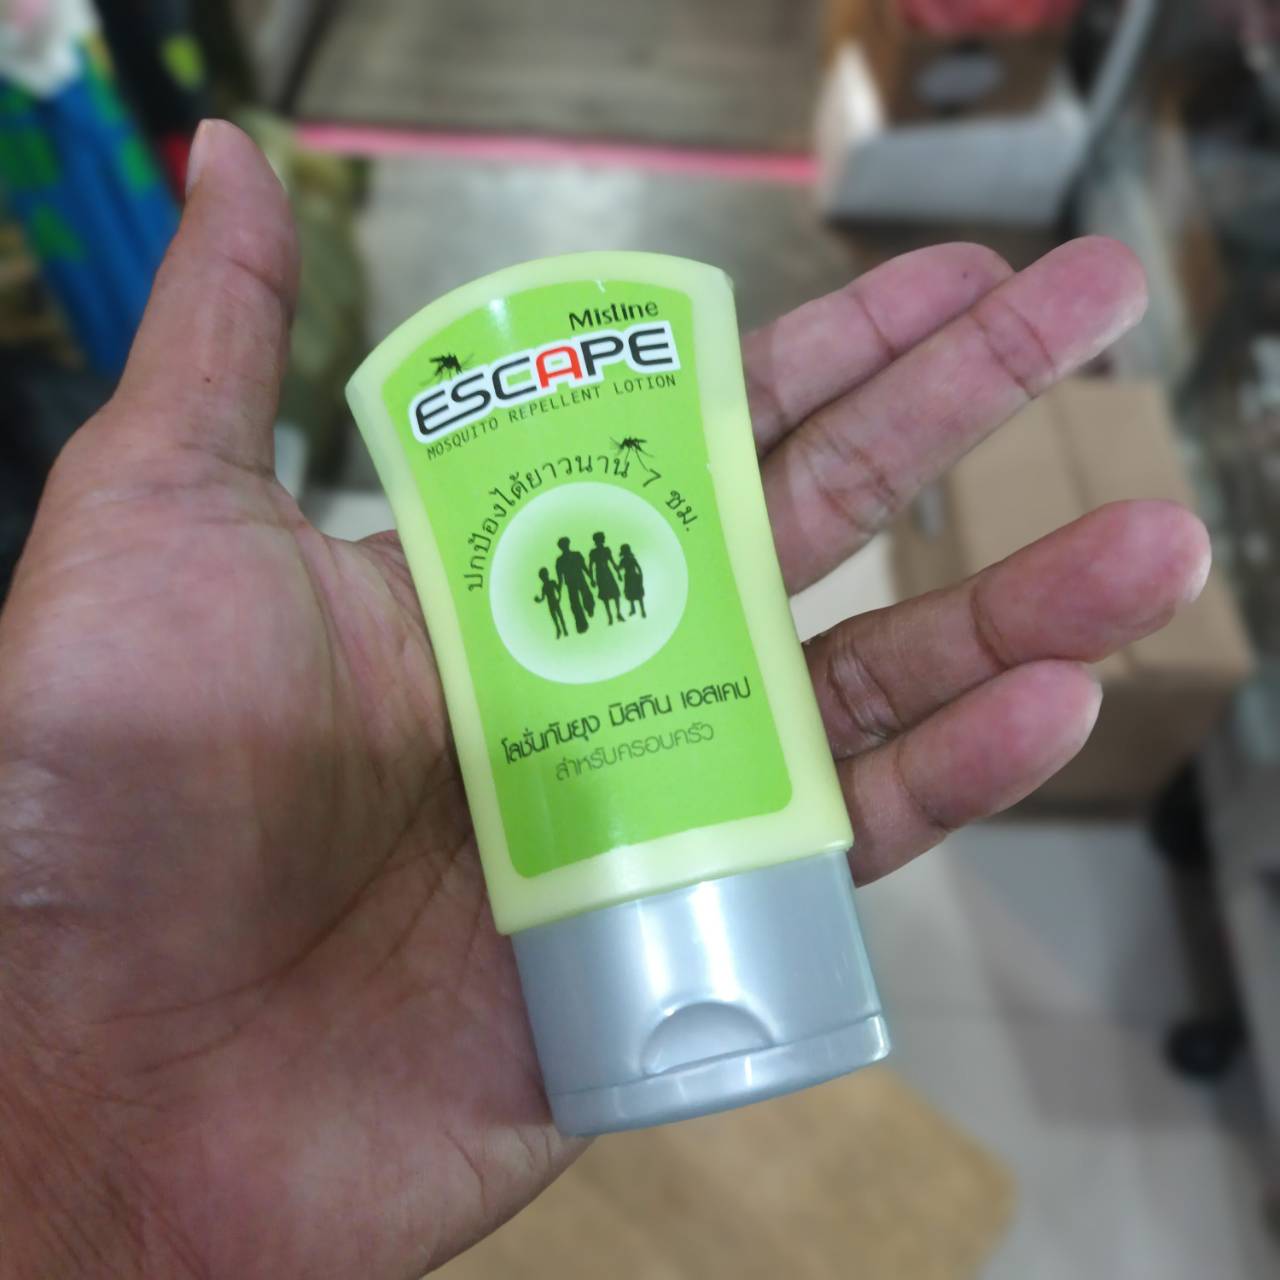 Mistine
ESCAPE
MOSQUITO REPELLENT LOTION
ปกป้องได้ยาวนาน 7 ชม.
โลชั่นกันยุง มิสทิน เอสเคป
สำหรับครอบครัว